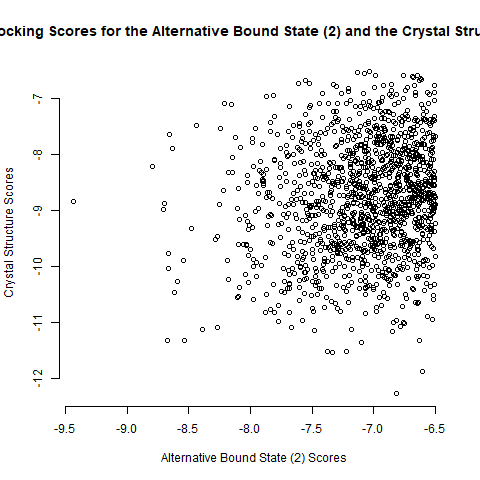 ocking Scores for the Alternative Bound State (2) and the Crystal Stru
-7
-8
-9
-10
-11
-12
Crystal Structure Scores
-9.5 -9.0 -8.5 -8.0 -7.5 -7.0 -6.5
Alternative Bound State (2) Scores